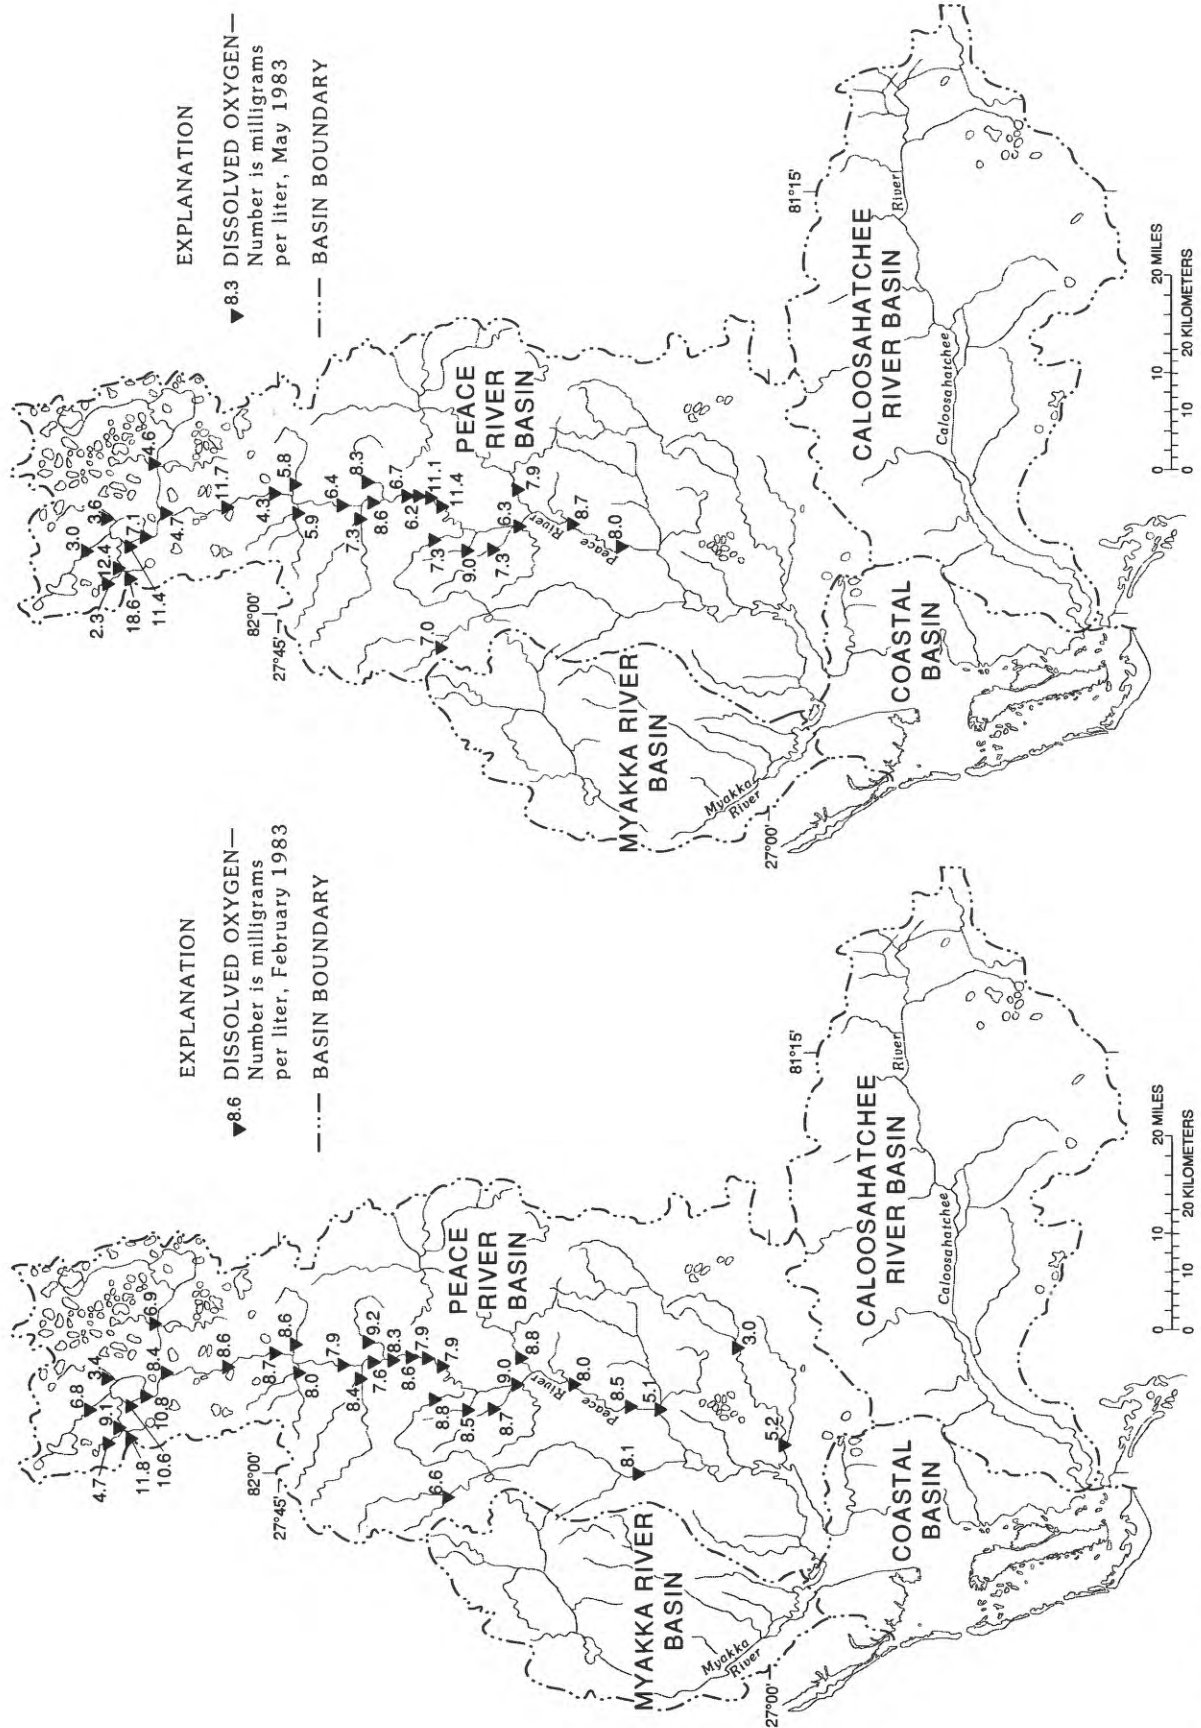 EXPLANATION
▼8.6 DISSOLVED OXYGEN—
Number is milligrams
per liter, February 1983
BASIN BOUNDARY
6.8
3.4
4.7
9.1
11.8
10.6
10.8
6.9
8.4
8.6
82°00'
27°45'
8.7
8.6
8.0
7.9
8.4
9.2
7.6
8.3
8.6
7.9
7.9
PEACE
RIVER
BASIN
8.8
8.5
8.7
9.0
8.8
6.6
River
Peace
8.0
8.5
5.1
8.1
3.0
5.2
MYAKKA RIVER
BASIN
Myakka
River
27°00'
81°15'
CALOOSAHATCHEE
RIVER BASIN
River
Caloosahatchee
COASTAL
BASIN
0 10 20 MILES
0 10 20 KILOMETERS
EXPLANATION
▼8.3 DISSOLVED OXYGEN—
Number is milligrams
per liter, May 1983
BASIN BOUNDARY
3.0
3.6
2.3
12.4
18.6
11.4
7.1
4.6
4.7
11.7
82°00'
27°45'
4.3
5.8
5.9
6.4
7.3
8.3
8.6
6.7
6.2
11.1
11.4
PEACE
RIVER
BASIN
7.3
9.0
7.3
6.3
7.9
7.0
River
Peace
8.7
8.0
MYAKKA RIVER
BASIN
Myakka
River
27°00'
81°15'
CALOOSAHATCHEE
RIVER BASIN
River
Caloosahatchee
COASTAL
BASIN
0 10 20 MILES
0 10 20 KILOMETERS